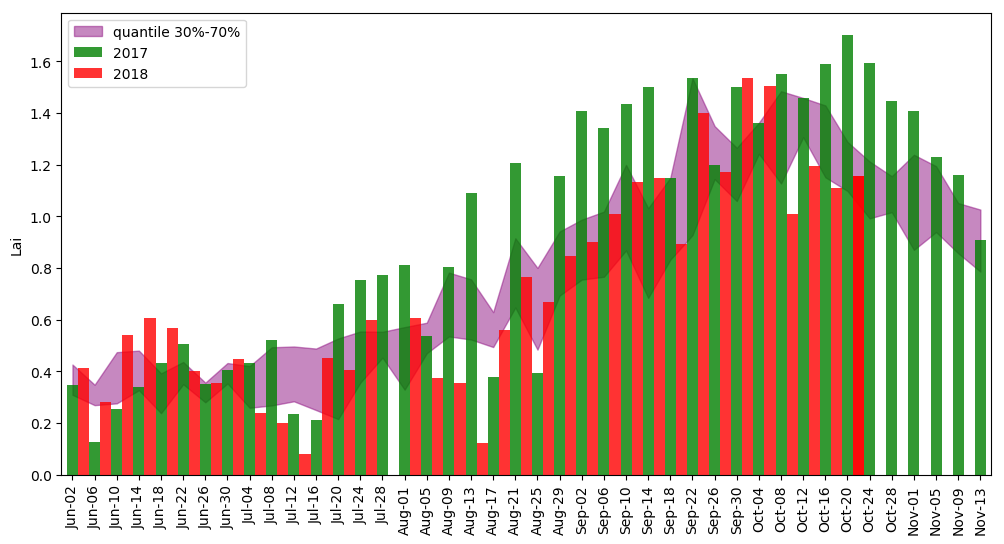 quantile 30%-70%
2017
2018
Lai
1.6
1.4
1.2
1.0
0.8
0.6
0.4
0.2
0.0
Jun-02
Jun-06
Jun-10
Jun-14
Jun-18
Jun-22
Jun-26
Jun-30
Jul-04
Jul-08
Jul-12
Jul-16
Jul-20
Jul-24
Jul-28
Aug-01
Aug-05
Aug-09
Aug-13
Aug-17
Aug-21
Aug-25
Aug-29
Sep-02
Sep-06
Sep-10
Sep-14
Sep-18
Sep-22
Sep-26
Sep-30
Oct-04
Oct-08
Oct-12
Oct-16
Oct-20
Oct-24
Oct-28
Nov-01
Nov-05
Nov-09
Nov-13